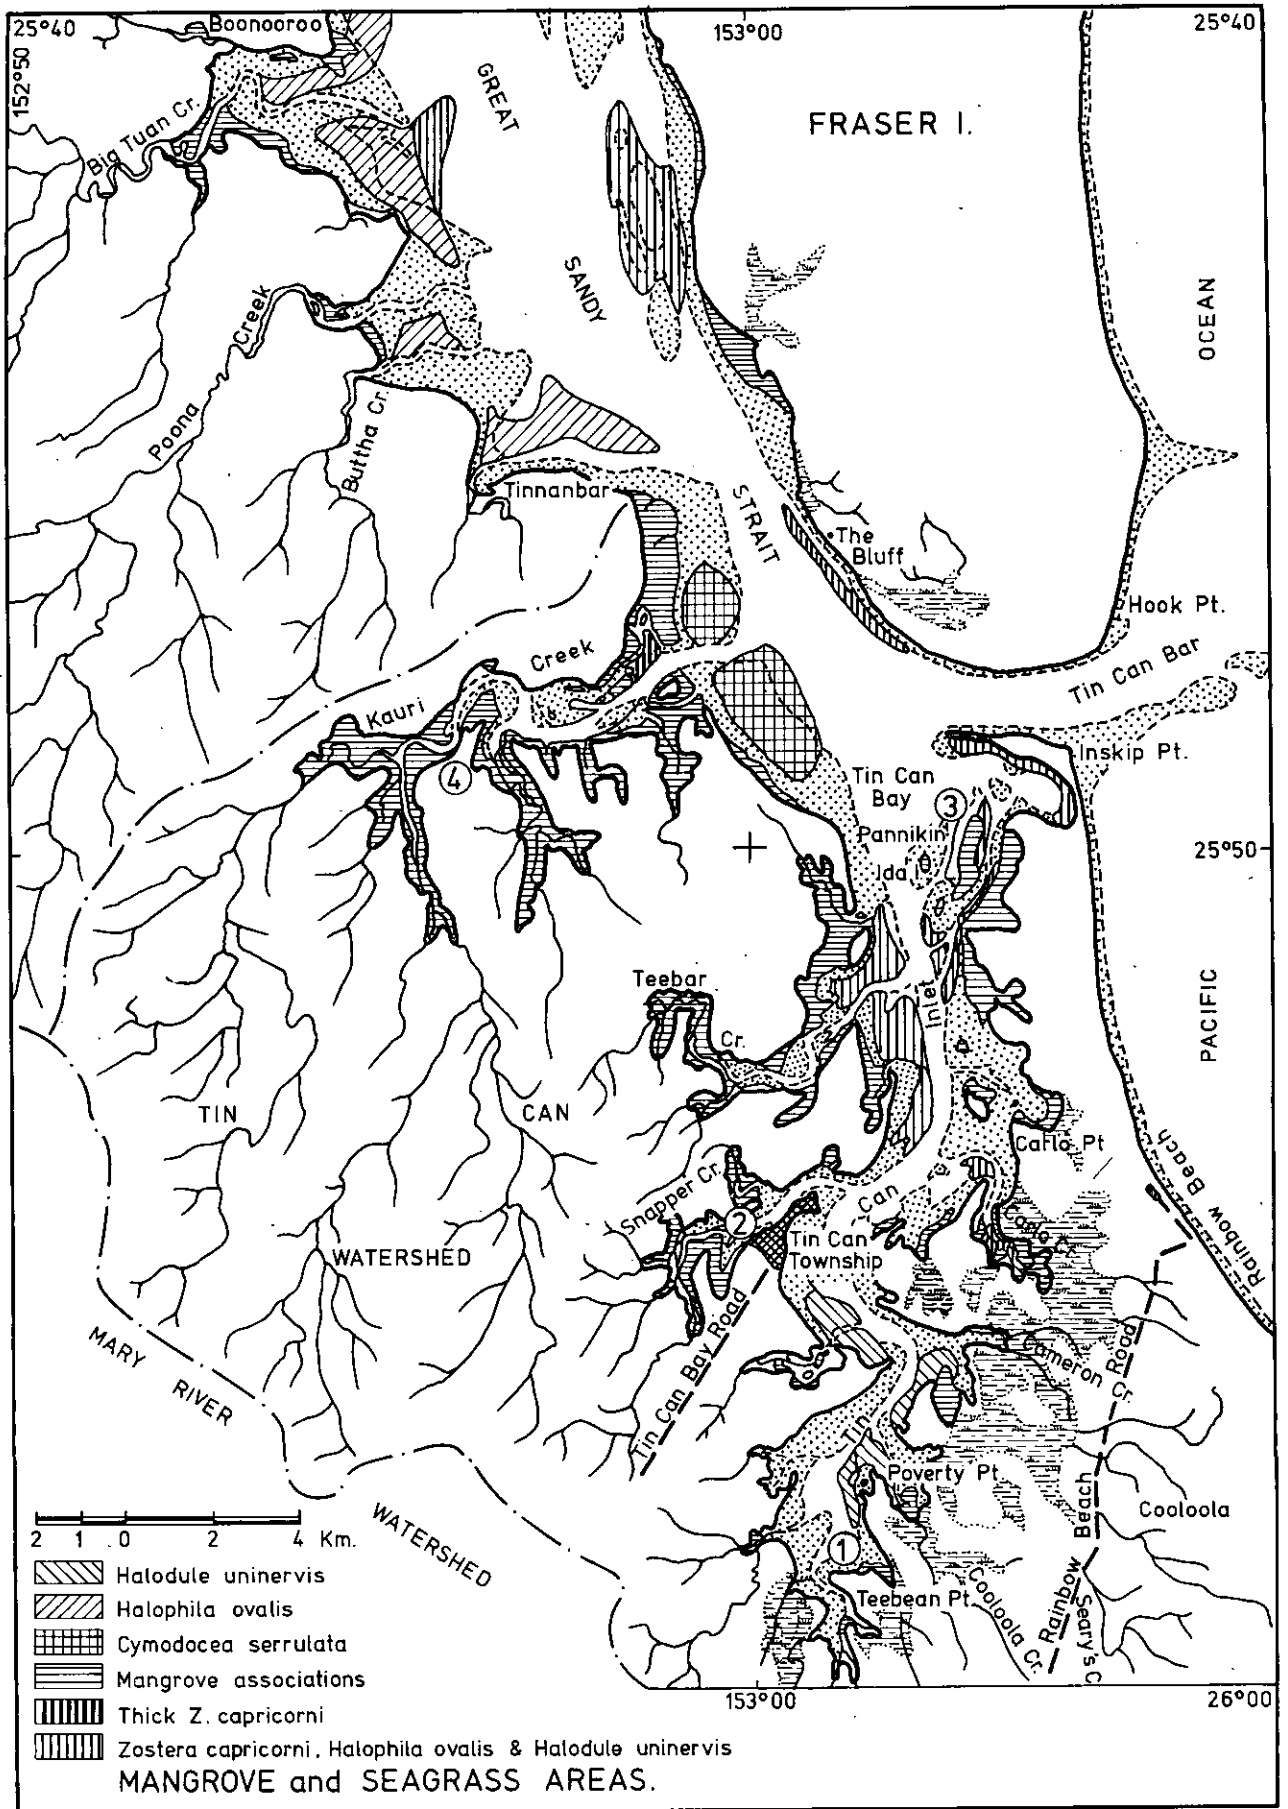 25°40
Boonooroo
153°00
25°40
152°50
GREAT
FRASER I.
Big Tuan Cr.
SANDY
OCEAN
Poona Creek
Buttha Cr.
Tinnanbar
STRAIT
The
Bluff
Hook Pt.
Creek
Tin Can Bar
Kauri
Inskip Pt.
4
Tin Can
Bay
3
Pannikin
Ida I.
25°50
Teebar
Inlet
PACIFIC
Cr.
TIN
CAN
Carlo Pt
Rainbow Beach
Snapper Cr.
Can
2
Carlo Cr.
Tin Can
Township
WATERSHED
Tin Can Bay Road
Cameron Cr.
MARY
RIVER
Tin
Poverty Pt.
Cooloola
WATERSHED
1
Teebean Pt.
Cooloola Cr.
Rainbow Beach Road
Seary's C
2 1 0 2 4 Km.
Halodule uninervis
Halophila ovalis
Cymodocea serrulata
Mangrove associations
153°00
26°00
Thick Z. capricorni
Zostera capricorni, Halophila ovalis & Halodule uninervis
MANGROVE and SEAGRASS AREAS.